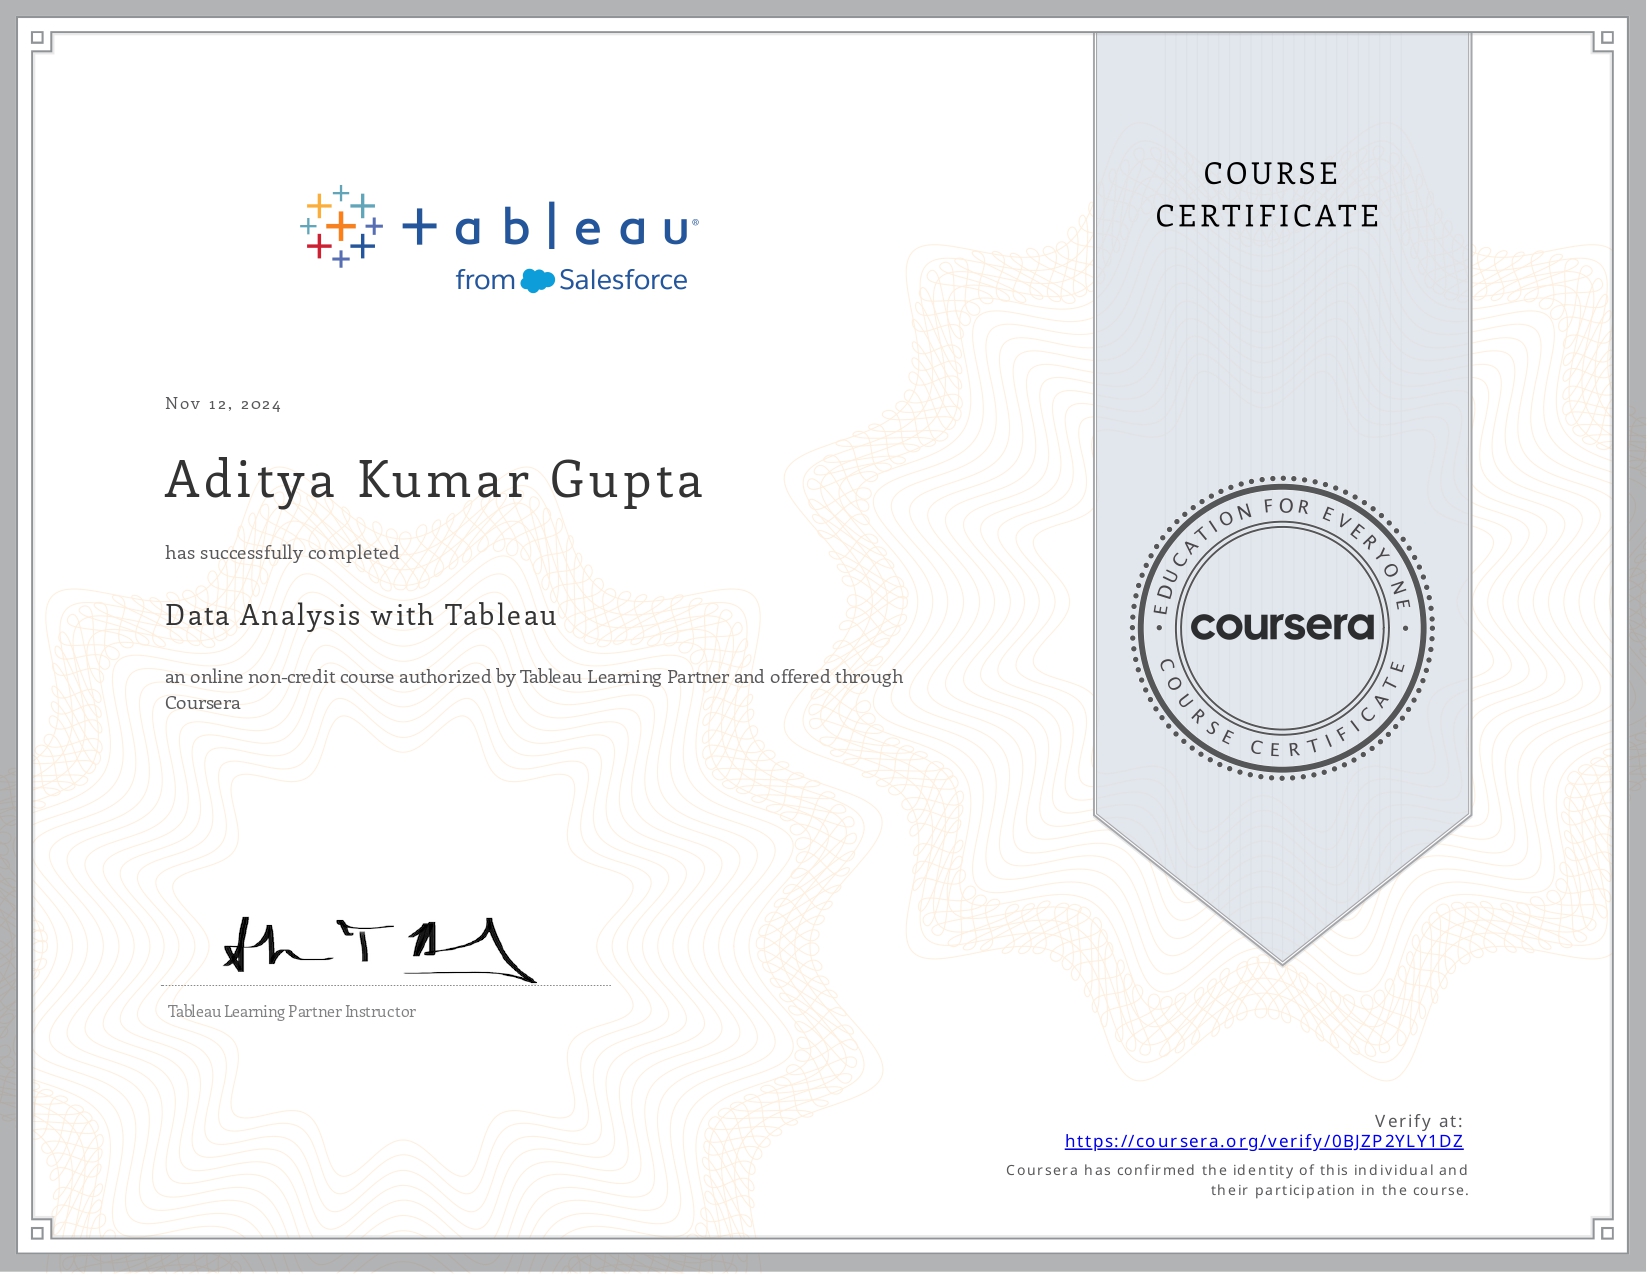 COURSE
CERTIFICATE
+ableau®
from Salesforce
Nov 12, 2024
Aditya Kumar Gupta
has successfully completed
Data Analysis with Tableau
an online non-credit course authorized by Tableau Learning Partner and offered through
Coursera
EDUCATION FOR EVERYONE
coursera
COURSE CERTIFICATE
Tableau Learning Partner Instructor
Verify at:
https://coursera.org/verify/0BJZP2YLY1DZ
Coursera has confirmed the identity of this individual and
their participation in the course.